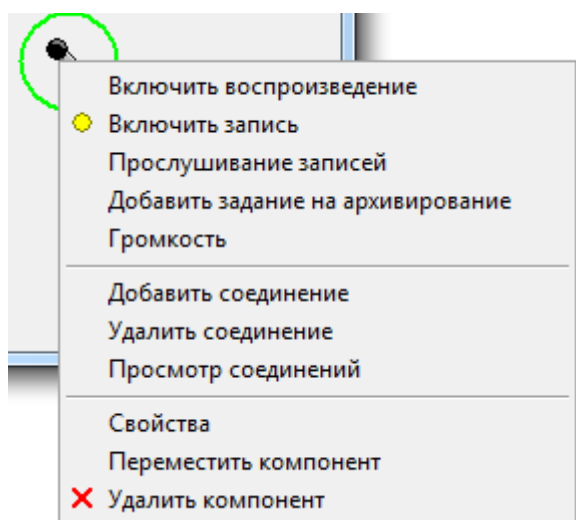 Включить воспроизведение
Включить запись
Прослушивание записей
Добавить задание на архивирование
Громкость
Добавить соединение
Удалить соединение
Просмотр соединений
Свойства
Переместить компонент
Удалить компонент